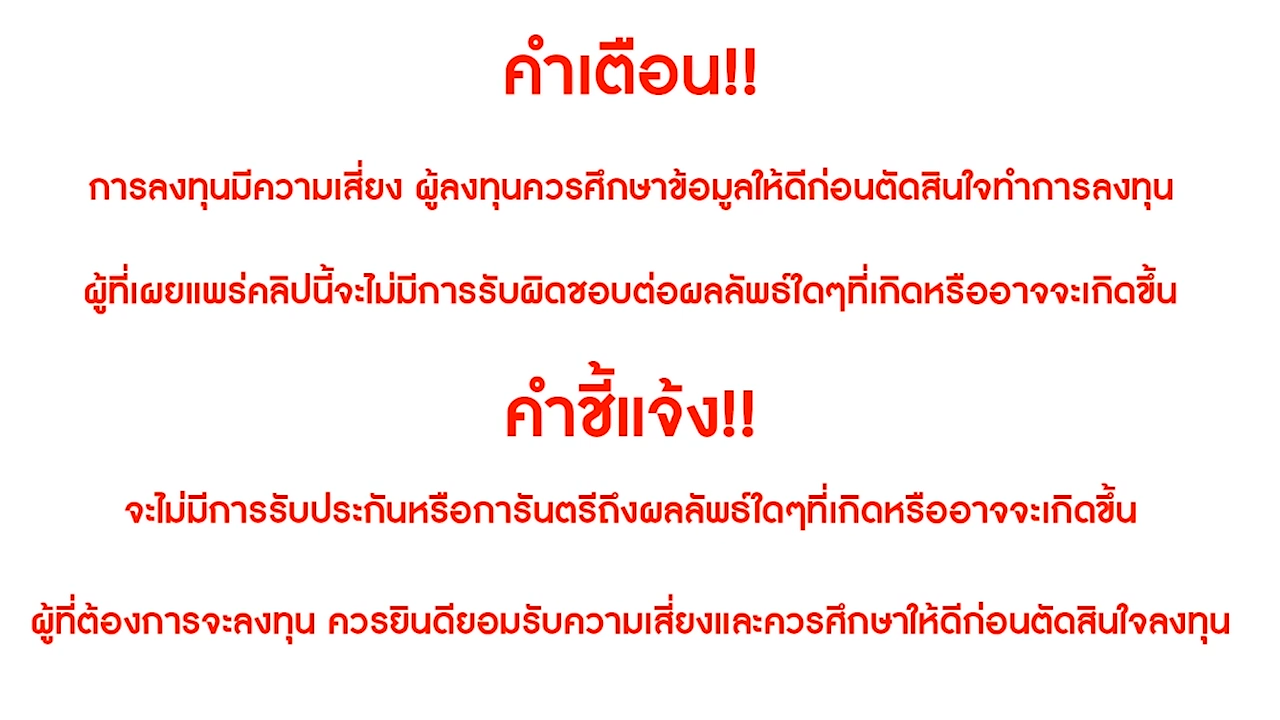 คำเตือน!!
การลงทุนมีความเสี่ยง ผู้ลงทุนควรศึกษาข้อมูลให้ดีก่อนตัดสินใจทำการลงทุน
ผู้ที่เผยแพร่คลิปนี้จะไม่มีการรับผิดชอบต่อผลลัพธ์ใดๆที่เกิดหรืออาจจะเกิดขึ้น
คำชี้แจ้ง!!
จะไม่มีการรับประกันหรือการันตรีถึงผลลัพธ์ใดๆที่เกิดหรืออาจจะเกิดขึ้น
ผู้ที่ต้องการจะลงทุน ควรยินดียอมรับความเสี่ยงและควรศึกษาให้ดีก่อนตัดสินใจลงทุน